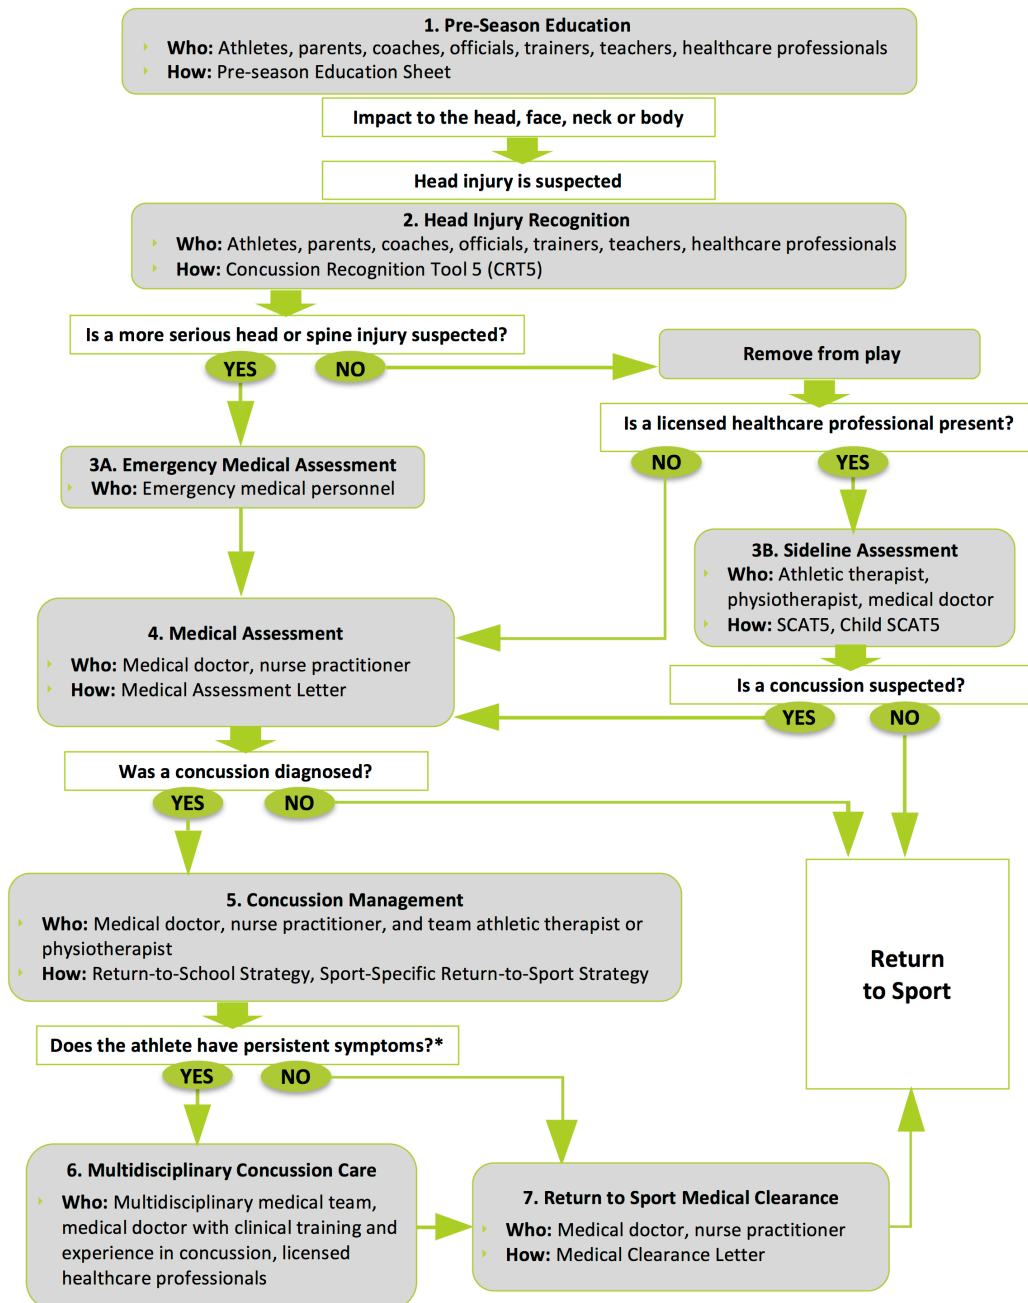 1. Pre-Season Education
Who: Athletes, parents, coaches, officials, trainers, teachers, healthcare professionals
How: Pre-season Education Sheet
Impact to the head, face, neck or body
Head injury is suspected
2. Head Injury Recognition
Who: Athletes, parents, coaches, officials, trainers, teachers, healthcare professionals
How: Concussion Recognition Tool 5 (CRT5)
Is a more serious head or spine injury suspected?
YES
NO
Remove from play
Is a licensed healthcare professional present?
NO
YES
3A. Emergency Medical Assessment
Who: Emergency medical personnel
3B. Sideline Assessment
Who: Athletic therapist,
physiotherapist, medical doctor
How: SCAT5, Child SCAT5
4. Medical Assessment
Who: Medical doctor, nurse practitioner
How: Medical Assessment Letter
Is a concussion suspected?
YES
NO
Was a concussion diagnosed?
YES
NO
5. Concussion Management
Who: Medical doctor, nurse practitioner, and team athletic therapist or
physiotherapist
How: Return-to-School Strategy, Sport-Specific Return-to-Sport Strategy
Return
to Sport
Does the athlete have persistent symptoms?*
YES
NO
6. Multidisciplinary Concussion Care
Who: Multidisciplinary medical team,
medical doctor with clinical training and
experience in concussion, licensed
healthcare professionals
7. Return to Sport Medical Clearance
Who: Medical doctor, nurse practitioner
How: Medical Clearance Letter